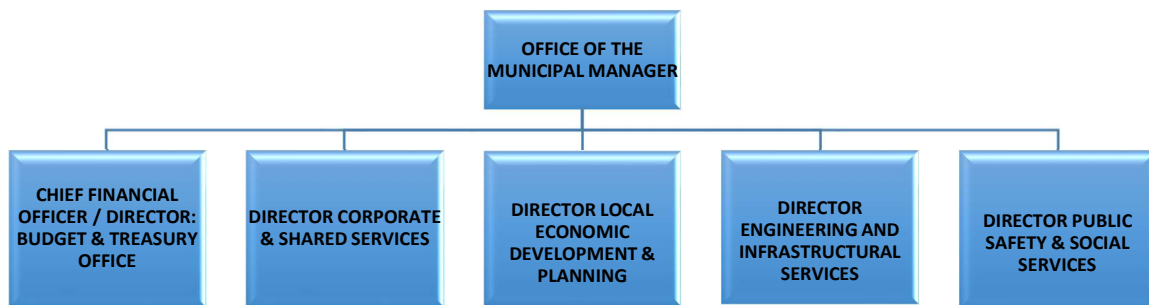 OFFICE OF THE
MUNICIPAL MANAGER
CHIEF FINANCIAL
OFFICER / DIRECTOR:
BUDGET & TREASURY
OFFICE
DIRECTOR CORPORATE
& SHARED SERVICES
DIRECTOR LOCAL
ECONOMIC
DEVELOPMENT &
PLANNING
DIRECTOR
ENGINEERING AND
INFRASTRUCTURAL
SERVICES
DIRECTOR PUBLIC
SAFETY & SOCIAL
SERVICES